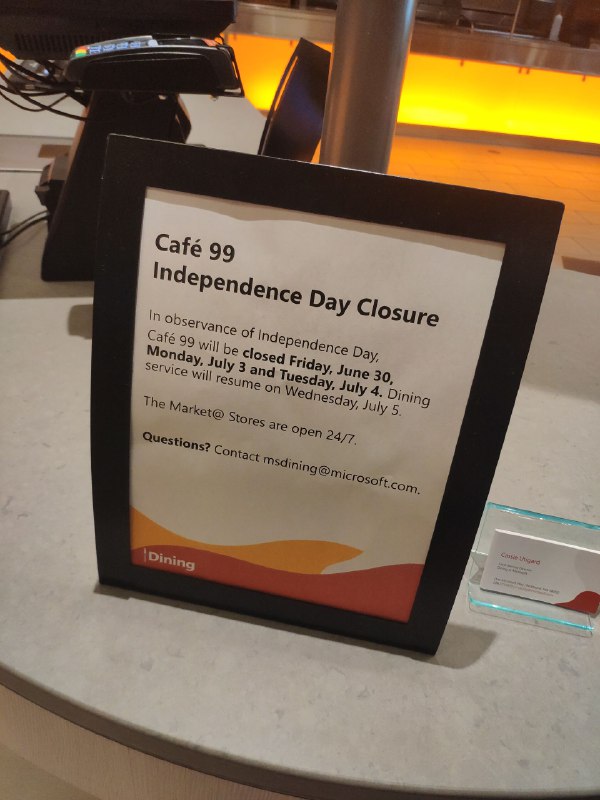 Café 99
Independence Day Closure
In observance of Independence Day,
Café 99 will be closed Friday, June 30,
Monday, July 3 and Tuesday, July 4. Dining
service will resume on Wednesday, July 5.
The Market@ Stores are open 24/7.
Questions? Contact msdining@microsoft.com.
Dining